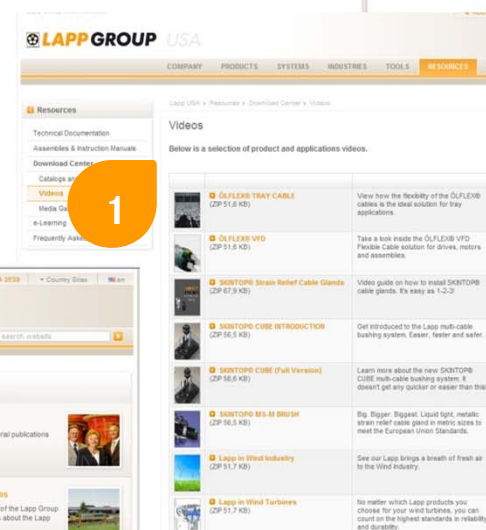 LAPP GROUP USA
COMPANY PRODUCTS SYSTEMS INDUSTRIES TOOLS RESOURCES
Resources
Technical Documentation
Assemblies & Instruction Manuals
Download Center
Catalogs an
Videos
Media Ga
e-Learning
Frequently Aske
1
Lapp USA > Resources > Download Center > Videos
Videos
Below is a selection of product and applications videos.
ÖLFLEX® TRAY CABLE
(ZIP 51,6 KB)
View how the flexibility of the ÖLFLEX®
cables is the ideal solution for tray
applications.
ÖLFLEX® VFD
(ZIP 51,6 KB)
Take a look inside the ÖLFLEX® VFD
Flexible Cable solution for drives, motors
and assemblies.
SKINTOP® Strain Relief Cable Glands
(ZIP 67,9 KB)
Video guide on how to install SKINTOP®
cable glands. It's easy as 1-2-3!
SKINTOP® CUBE INTRODUCTION
(ZIP 56,5 KB)
Get introduced to the Lapp multi-cable
bushing system. Easier, faster and safer.
SKINTOP® CUBE (Full Version)
(ZIP 56,6 KB)
Learn more about the new SKINTOP®
CUBE multi-cable bushing system. It
doesn't get any quicker or easier than this
SKINTOP® MS-M BRUSH
(ZIP 56,5 KB)
Big. Bigger. Biggest. Liquid tight, metallic
strain relief cable gland in metric sizes to
meet the European Union Standards.
Lapp in Wind Industry
(ZIP 51,7 KB)
See our Lapp brings a breath of fresh air
to the Wind Industry.
Lapp in Wind Turbines
(ZIP 51,7 KB)
No matter which Lapp products you
choose for your wind turbines, you can
count on the highest standards in reliability
and durability.
3539 Country Sites en
search website
rial publications
of the Lapp Group
about the Lapp